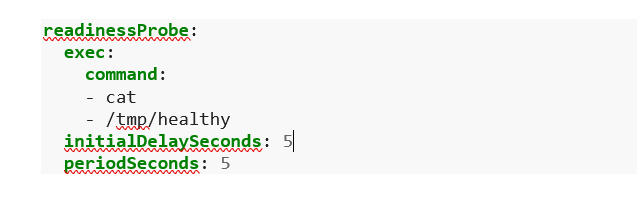 readinessProbe:
  exec:
    command:
    - cat
    - /tmp/healthy
  initialDelaySeconds: 5
  periodSeconds: 5